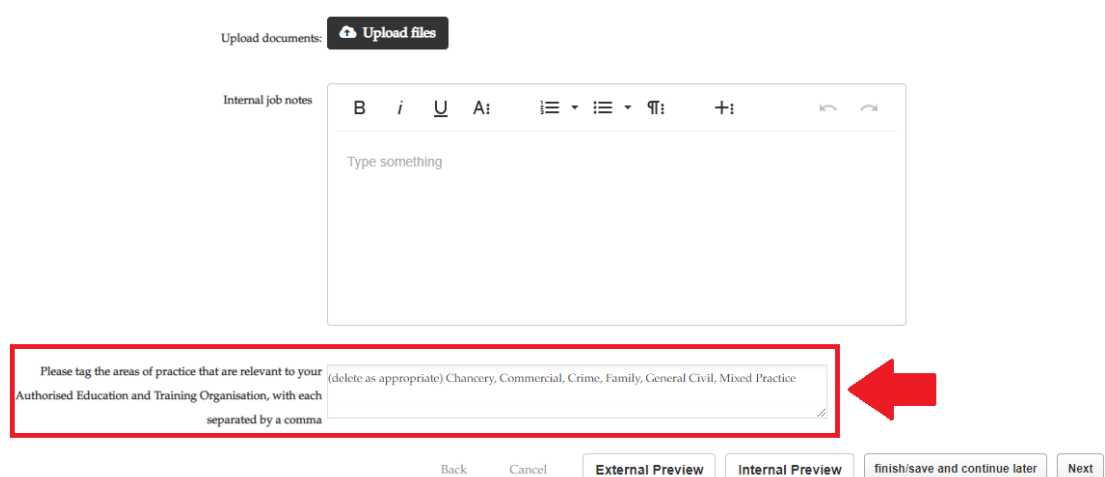 Upload documents:
Upload files
Internal job notes
B i U A
Type something
Please tag the areas of practice that are relevant to your
Authorised Education and Training Organisation, with each
separated by a comma
(delete as appropriate) Chancery, Commercial, Crime, Family, General Civil, Mixed Practice
Back Cancel External Preview Internal Preview finish/save and continue later Next